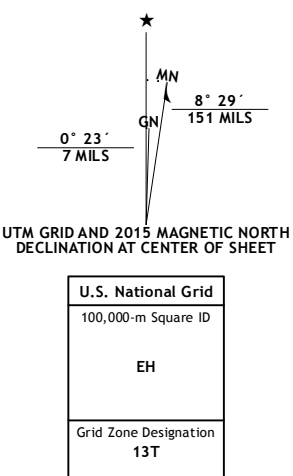 ★
MN
GN
8° 29´
151 MILS
0° 23´
7 MILS
UTM GRID AND 2015 MAGNETIC NORTH
DECLINATION AT CENTER OF SHEET
U.S. National Grid
100,000-m Square ID
EH
Grid Zone Designation
13T